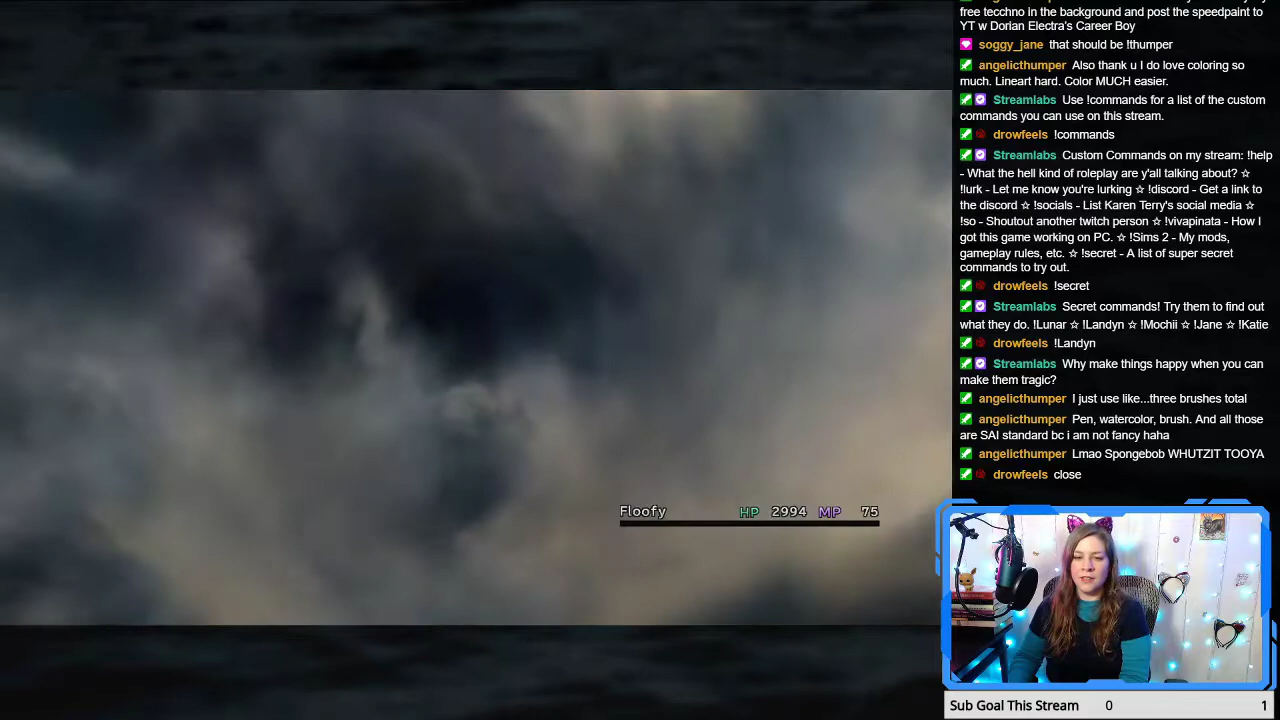 free tecchno in the background and post the speedpaint to
YT w Dorian Electra's Career Boy
soggy_jane that should be !thumper
angelicthumper Also thank u I do love coloring so
much. Lineart hard. Color MUCH easier.
Streamlabs Use !commands for a list of the custom
commands you can use on this stream.
drowfeels !commands
Streamlabs Custom Commands on my stream: !help
- What the hell kind of roleplay are y'all talking about? ☆
!lurk - Let me know you're lurking ☆ !discord - Get a link to
the discord ☆ !socials - List Karen Terry's social media ☆
!so - Shoutout another twitch person ☆ !vivapinata - How I
got this game working on PC. ☆ !Sims 2 - My mods,
gameplay rules, etc. ☆ !secret - A list of super secret
commands to try out.
drowfeels !secret
Streamlabs Secret commands! Try them to find out
what they do. !Lunar ☆ !Landyn ☆ !Mochii ☆ !Jane ☆ !Katie
drowfeels !Landyn
Streamlabs Why make things happy when you can
make them tragic?
angelicthumper I just use like...three brushes total
angelicthumper Pen, watercolor, brush. And all those
are SAI standard bc i am not fancy haha
angelicthumper Lmao Spongebob WHUTZIT TOOYA
drowfeels close
Floofy HP 2994 MP 75
Sub Goal This Stream 0 1